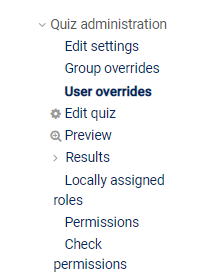 Quiz administration
Edit settings
Group overrides
User overrides
Edit quiz
Preview
Results
Locally assigned
roles
Permissions
Check
permissions